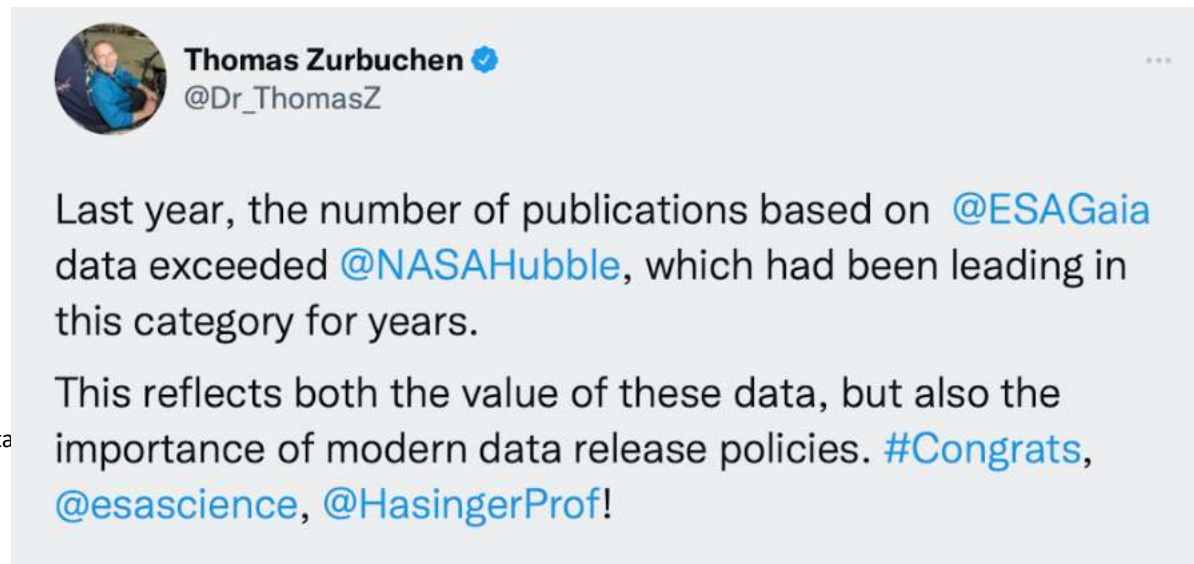 Thomas Zurbuchen
@Dr_ThomasZ
Last year, the number of publications based on @ESAGaia
data exceeded @NASAHubble, which had been leading in
this category for years.
This reflects both the value of these data, but also the
importance of modern data release policies. #Congrats,
@esascience, @HasingerProf!